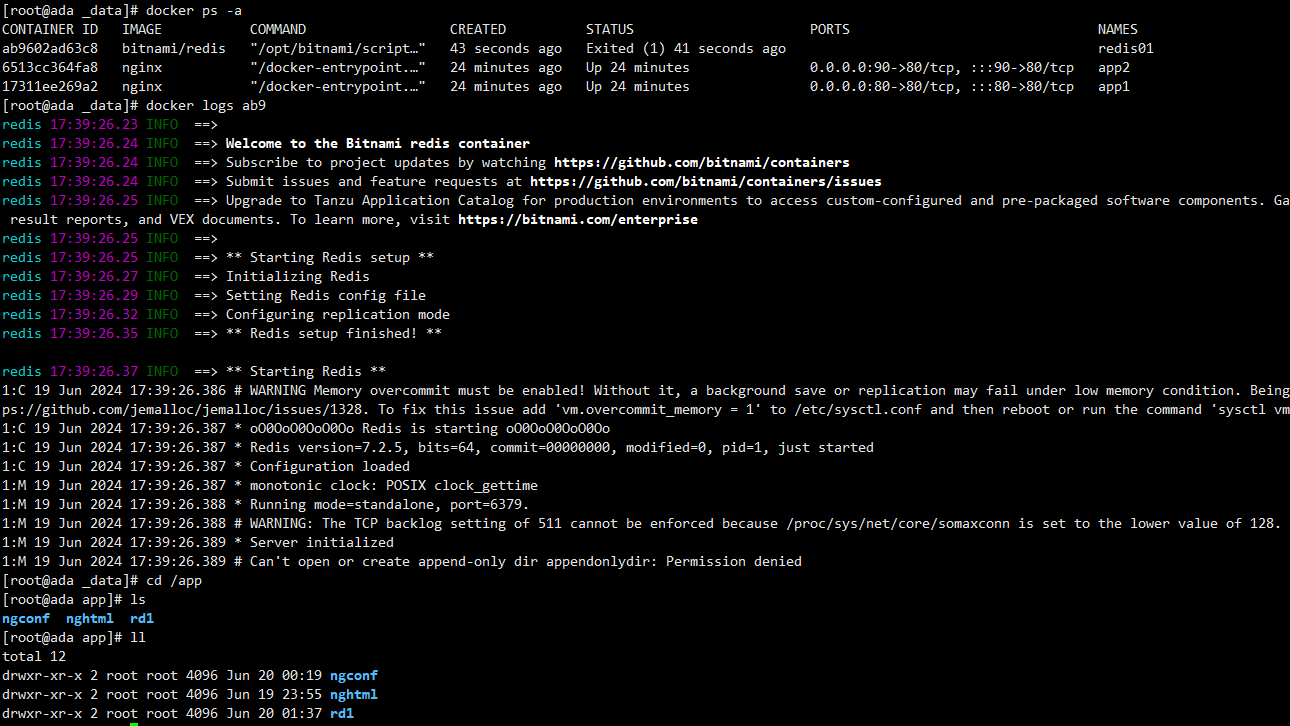 [root@ada _data]# docker ps -a
CONTAINER ID   IMAGE           COMMAND                  CREATED          STATUS                      PORTS                               NAMES
ab9602ad63c8   bitnami/redis   "/opt/bitnami/script…"   43 seconds ago   Exited (1) 41 seconds ago                                       redis01
6513cc364fa8   nginx           "/docker-entrypoint.…"   24 minutes ago   Up 24 minutes               0.0.0.0:90->80/tcp, :::90->80/tcp   app2
17311ee269a2   nginx           "/docker-entrypoint.…"   24 minutes ago   Up 24 minutes               0.0.0.0:80->80/tcp, :::80->80/tcp   app1
[root@ada _data]# docker logs ab9
redis 17:39:26.23 INFO  ==>
redis 17:39:26.24 INFO  ==> Welcome to the Bitnami redis container
redis 17:39:26.24 INFO  ==> Subscribe to project updates by watching https://github.com/bitnami/containers
redis 17:39:26.24 INFO  ==> Submit issues and feature requests at https://github.com/bitnami/containers/issues
redis 17:39:26.25 INFO  ==> Upgrade to Tanzu Application Catalog for production environments to access custom-configured and pre-packaged software components. Ga
 result reports, and VEX documents. To learn more, visit https://bitnami.com/enterprise
redis 17:39:26.25 INFO  ==>
redis 17:39:26.25 INFO  ==> ** Starting Redis setup **
redis 17:39:26.27 INFO  ==> Initializing Redis
redis 17:39:26.29 INFO  ==> Setting Redis config file
redis 17:39:26.32 INFO  ==> Configuring replication mode
redis 17:39:26.35 INFO  ==> ** Redis setup finished! **
redis 17:39:26.37 INFO  ==> ** Starting Redis **
1:C 19 Jun 2024 17:39:26.386 # WARNING Memory overcommit must be enabled! Without it, a background save or replication may fail under low memory condition. Being
ps://github.com/jemalloc/jemalloc/issues/1328. To fix this issue add 'vm.overcommit_memory = 1' to /etc/sysctl.conf and then reboot or run the command 'sysctl vm
1:C 19 Jun 2024 17:39:26.387 * oO0OoO0OoO0Oo Redis is starting oO0OoO0OoO0Oo
1:C 19 Jun 2024 17:39:26.387 * Redis version=7.2.5, bits=64, commit=00000000, modified=0, pid=1, just started
1:C 19 Jun 2024 17:39:26.387 * Configuration loaded
1:M 19 Jun 2024 17:39:26.387 * monotonic clock: POSIX clock_gettime
1:M 19 Jun 2024 17:39:26.388 * Running mode=standalone, port=6379.
1:M 19 Jun 2024 17:39:26.388 # WARNING: The TCP backlog setting of 511 cannot be enforced because /proc/sys/net/core/somaxconn is set to the lower value of 128.
1:M 19 Jun 2024 17:39:26.389 * Server initialized
1:M 19 Jun 2024 17:39:26.389 # Can't open or create append-only dir appendonlydir: Permission denied
[root@ada _data]# cd /app
[root@ada app]# ls
ngconf  nghtml  rd1
[root@ada app]# ll
total 12
drwxr-xr-x 2 root root 4096 Jun 20 00:19 ngconf
drwxr-xr-x 2 root root 4096 Jun 19 23:55 nghtml
drwxr-xr-x 2 root root 4096 Jun 20 01:37 rd1